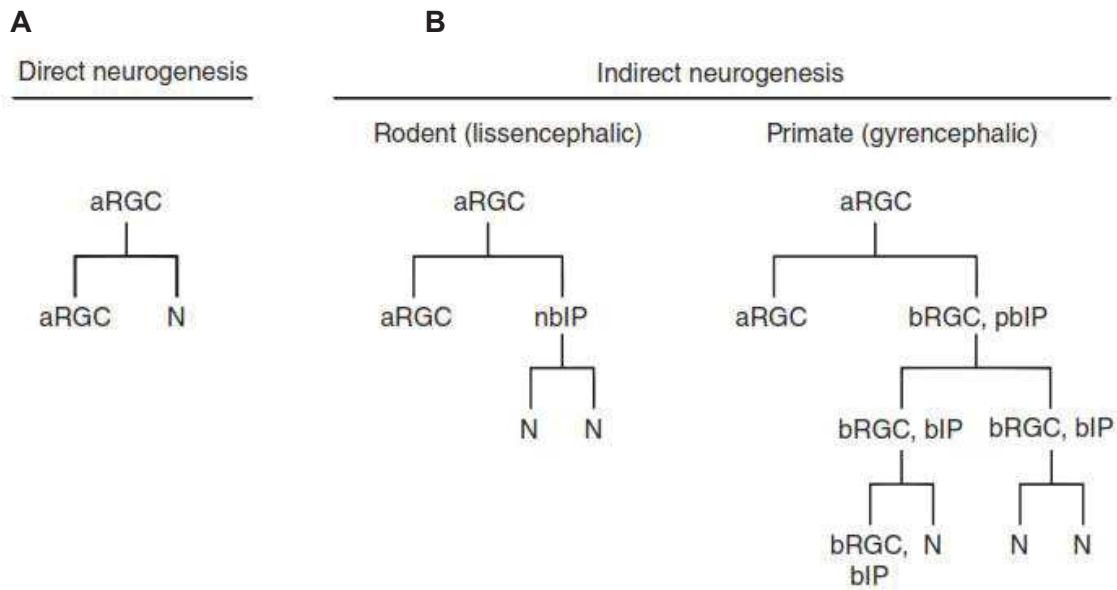 A
B
Direct neurogenesis
Indirect neurogenesis
Rodent (lissencephalic)
Primate (gyrencephalic)
aRGC
aRGC
aRGC
aRGC N
aRGC nbIP
aRGC bRGC, pbIP
N N
bRGC, bIP bRGC, bIP
bRGC, N N N
bIP